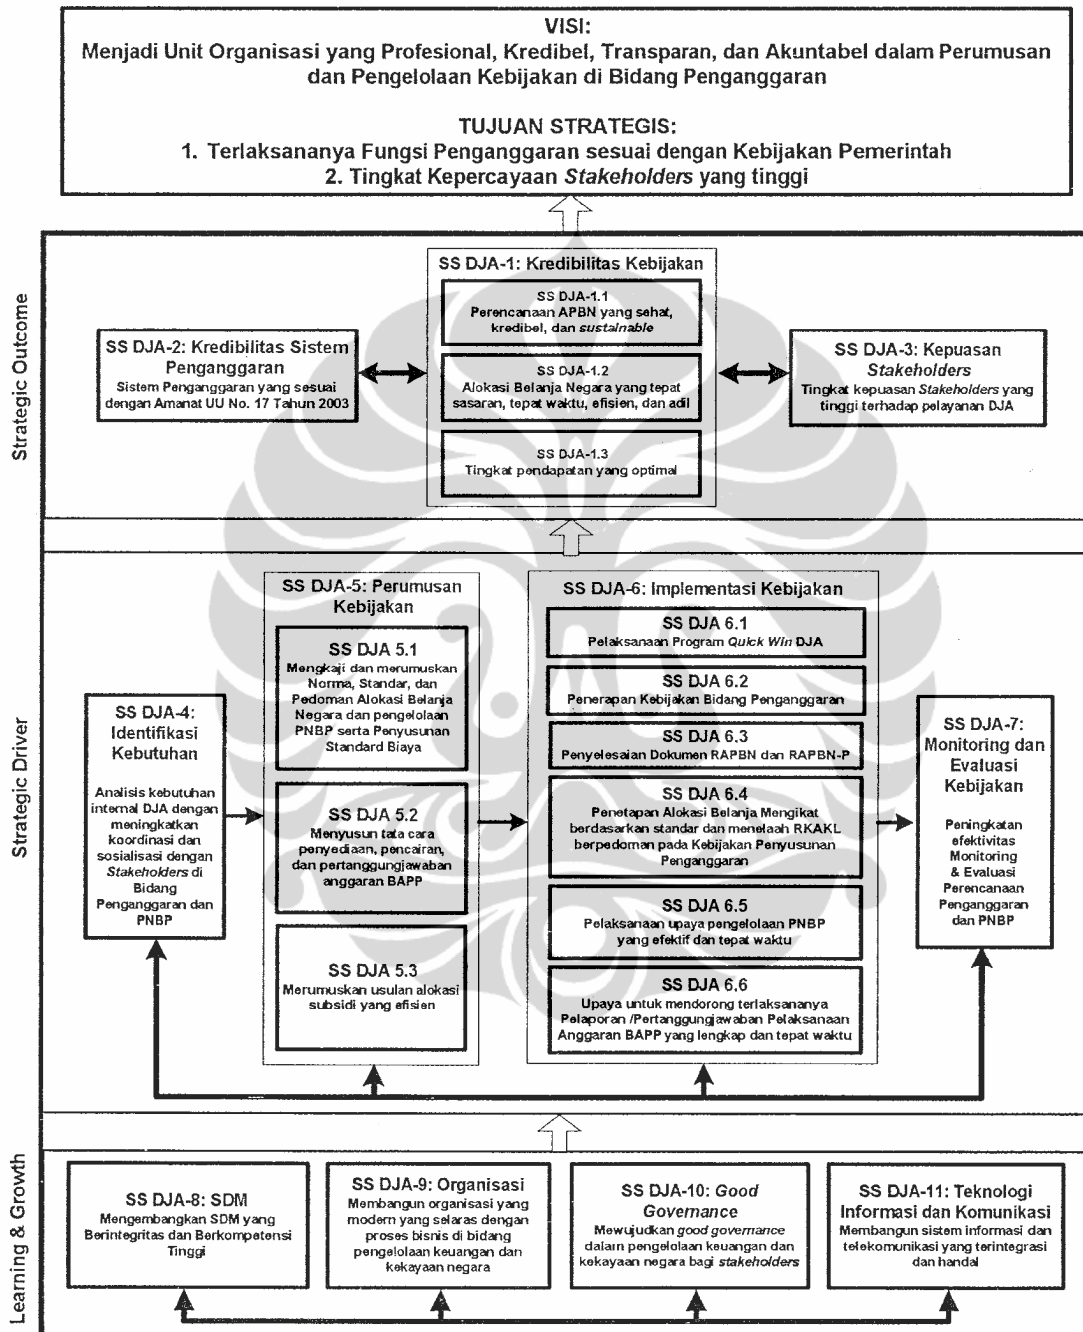 VISI:
Menjadi Unit Organisasi yang Profesional, Kredibel, Transparan, dan Akuntabel dalam Perumusan
dan Pengelolaan Kebijakan di Bidang Penganggaran
TUJUAN STRATEGIS:
1. Terlaksananya Fungsi Penganggaran sesuai dengan Kebijakan Pemerintah
2. Tingkat Kepercayaan Stakeholders yang tinggi
Strategic Outcome
SS DJA-1: Kredibilitas Kebijakan
SS DJA-1.1
Perencanaan APBN yang sehat,
kredibel, dan sustainable
SS DJA-1.2
Alokasi Belanja Negara yang tepat
sasaran, tepat waktu, efisien, dan adil
SS DJA-1.3
Tingkat pendapatan yang optimal
SS DJA-2: Kredibilitas Sistem
Penganggaran
Sistem Penganggaran yang sesuai
dengan Amanat UU No. 17 Tahun 2003
SS DJA-3: Kepuasan
Stakeholders
Tingkat kepuasan Stakeholders yang
tinggi terhadap pelayanan DJA
Strategic Driver
SS DJA-4:
Identifikasi
Kebutuhan
Analisis kebutuhan
internal DJA dengan
meningkatkan
koordinasi dan
sosialisasi dengan
Stakeholders di
Bidang
Penganggaran dan
PNBP
SS DJA-5: Perumusan
Kebijakan
SS DJA 5.1
Mengkaji dan merumuskan
Norma, Standar, dan
Pedoman Alokasi Belanja
Negara dan pengelolaan
PNBP serta Penyusunan
Standard Biaya
SS DJA 5.2
Menyusun tata cara
penyediaan, pencairan,
dan pertanggungjawaban
anggaran BAPP
SS DJA 5.3
Merumuskan usulan alokasi
subsidi yang efisien
SS DJA-6: Implementasi Kebijakan
SS DJA 6.1
Pelaksanaan Program Quick Win DJA
SS DJA 6.2
Penerapan Kebijakan Bidang Penganggaran
SS DJA 6.3
Penyelesaian Dokumen RAPBN dan RAPBN-P
SS DJA 6.4
Penetapan Alokasi Belanja Mengikat
berdasarkan standar dan menelaah RKAKL
berpedoman pada Kebijakan Penyusunan
Penganggaran
SS DJA 6.5
Pelaksanaan upaya pengelolaan PNBP
yang efektif dan tepat waktu
SS DJA 6.6
Upaya untuk mendorong terlaksananya
Pelaporan /Pertanggungjawaban Pelaksanaan
Anggaran BAPP yang lengkap dan tepat waktu
SS DJA-7:
Monitoring dan
Evaluasi
Kebijakan
Peningkatan
efektivitas
Monitoring
& Evaluasi
Perencanaan
Penganggaran
dan PNBP
Learning & Growth
SS DJA-8: SDM
Mengembangkan SDM yang
Berintegritas dan Berkompetensi
Tinggi
SS DJA-9: Organisasi
Membangun organisasi yang
modern yang selaras dengan
proses bisnis di bidang
pengelolaan keuangan dan
kekayaan negara
SS DJA-10: Good
Governance
Mewujudkan good governance
dalam pengelolaan keuangan dan
kekayaan negara bagi stakeholders
SS DJA-11: Teknologi
Informasi dan Komunikasi
Membangun sistem informasi dan
telekomunikasi yang terintegrasi
dan handal